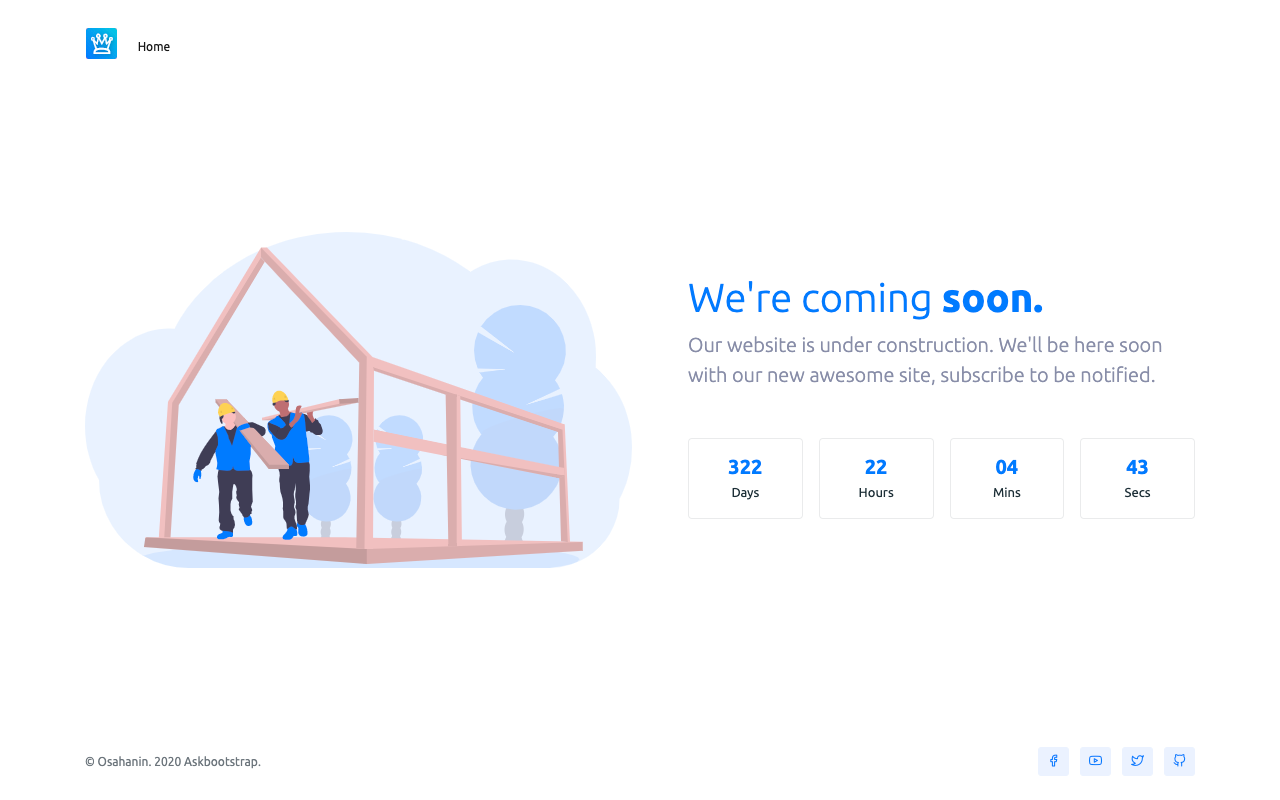 Home
We're coming soon.
Our website is under construction. We'll be here soon
with our new awesome site, subscribe to be notified.
322
Days
22
Hours
04
Mins
43
Secs
© Osahanin. 2020 Askbootstrap.